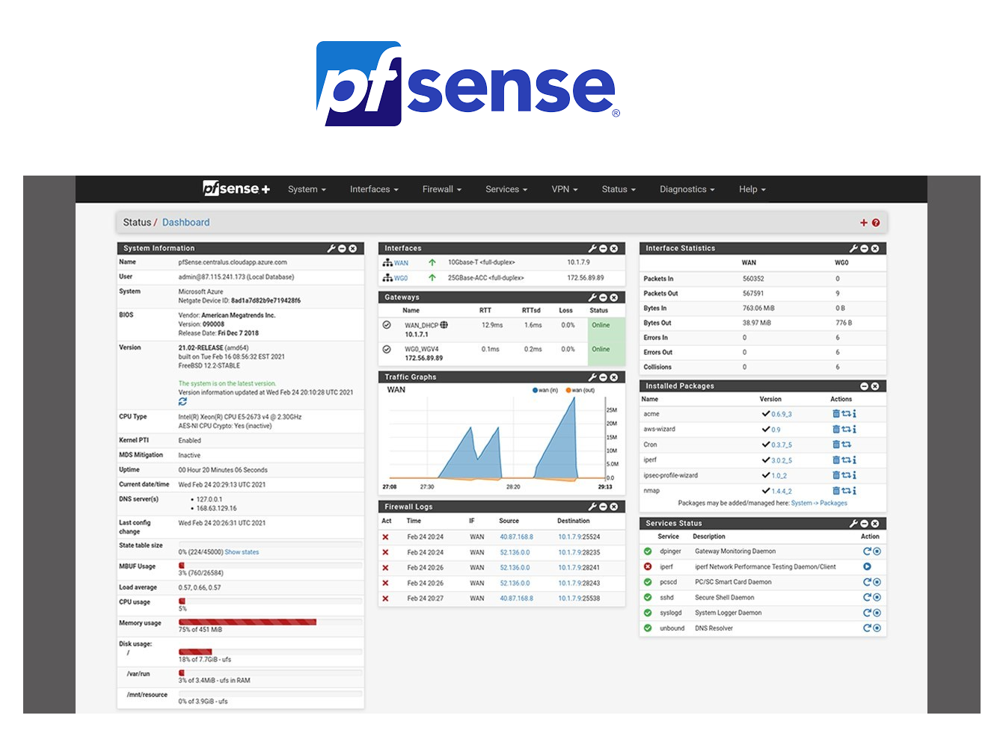 pfsense®
pfsense+ System Interfaces Firewall Services VPN Status Diagnostics Help
Status / Dashboard
System Information
Name pfSense.centralus.cloudapp.azure.com
User admin@87.115.241.173 (Local Database)
System Microsoft Azure
Netgate Device ID: 8ad1a7d82b9e719428f6
BIOS Vendor: American Megatrends Inc.
Version: 090008
Release Date: Fri Dec 7 2018
Version 21.02-RELEASE (amd64)
built on Tue Feb 16 08:56:32 EST 2021
FreeBSD 12.2-STABLE
The system is on the latest version.
Version information updated at Wed Feb 24 20:10:28 UTC 2021
CPU Type Intel(R) Xeon(R) CPU E5-2673 v4 @ 2.30GHz
AES-NI CPU Crypto: Yes (inactive)
Kernel PTI Enabled
MDS Mitigation Inactive
Uptime 00 Hour 20 Minutes 06 Seconds
Current date/time Wed Feb 24 20:29:13 UTC 2021
DNS server(s) • 127.0.0.1
• 168.63.129.16
Last config change Wed Feb 24 20:26:31 UTC 2021
State table size
0% (224/45000) Show states
MBUF Usage
3% (760/26584)
Load average 0.57, 0.66, 0.57
CPU usage
5%
Memory usage
75% of 451 MiB
Disk usage:
/
18% of 7.7GiB - ufs
/var/run
3% of 3.4MiB - ufs in RAM
/mnt/resource
0% of 3.9GiB - ufs
Interfaces
WAN 10Gbase-T <full-duplex> 10.1.7.9
WG0 25GBase-ACC <full-duplex> 172.56.89.89
Gateways
Name RTT RTTsd Loss Status
WAN_DHCP 12.9ms 1.6ms 0.0% Online
10.1.7.1
WG0_WGV4 0.1ms 0.2ms 0.0% Online
172.56.89.89
Traffic Graphs
WAN wan (in) wan (out)
25M
20M
15M
10M
5.0M
0.0
27:08 27:30 28:20 29:13
Firewall Logs
Act Time IF Source Destination
Feb 24 20:24 WAN 40.87.168.8 10.1.7.9:25524
Feb 24 20:24 WAN 52.136.0.0 10.1.7.9:28235
Feb 24 20:26 WAN 52.136.0.0 10.1.7.9:28241
Feb 24 20:26 WAN 52.136.0.0 10.1.7.9:28243
Feb 24 20:27 WAN 40.87.168.8 10.1.7.9:25538
Interface Statistics
WAN WG0
Packets In 560352 0
Packets Out 567591 9
Bytes In 763.06 MiB 0 B
Bytes Out 38.97 MiB 776 B
Errors In 0 6
Errors Out 0 6
Collisions 0 6
Installed Packages
Name Version Actions
acme 0.6.9_3
aws-wizard 0.9
Cron 0.3.7_5
iperf 3.0.2_5
ipsec-profile-wizard 1.0_2
nmap 1.4.4_2
Packages may be added/managed here: System -> Packages
Services Status
Service Description Action
dpinger Gateway Monitoring Daemon
iperf iperf Network Performance Testing Daemon/Client
pcscd PC/SC Smart Card Daemon
sshd Secure Shell Daemon
syslogd System Logger Daemon
unbound DNS Resolver